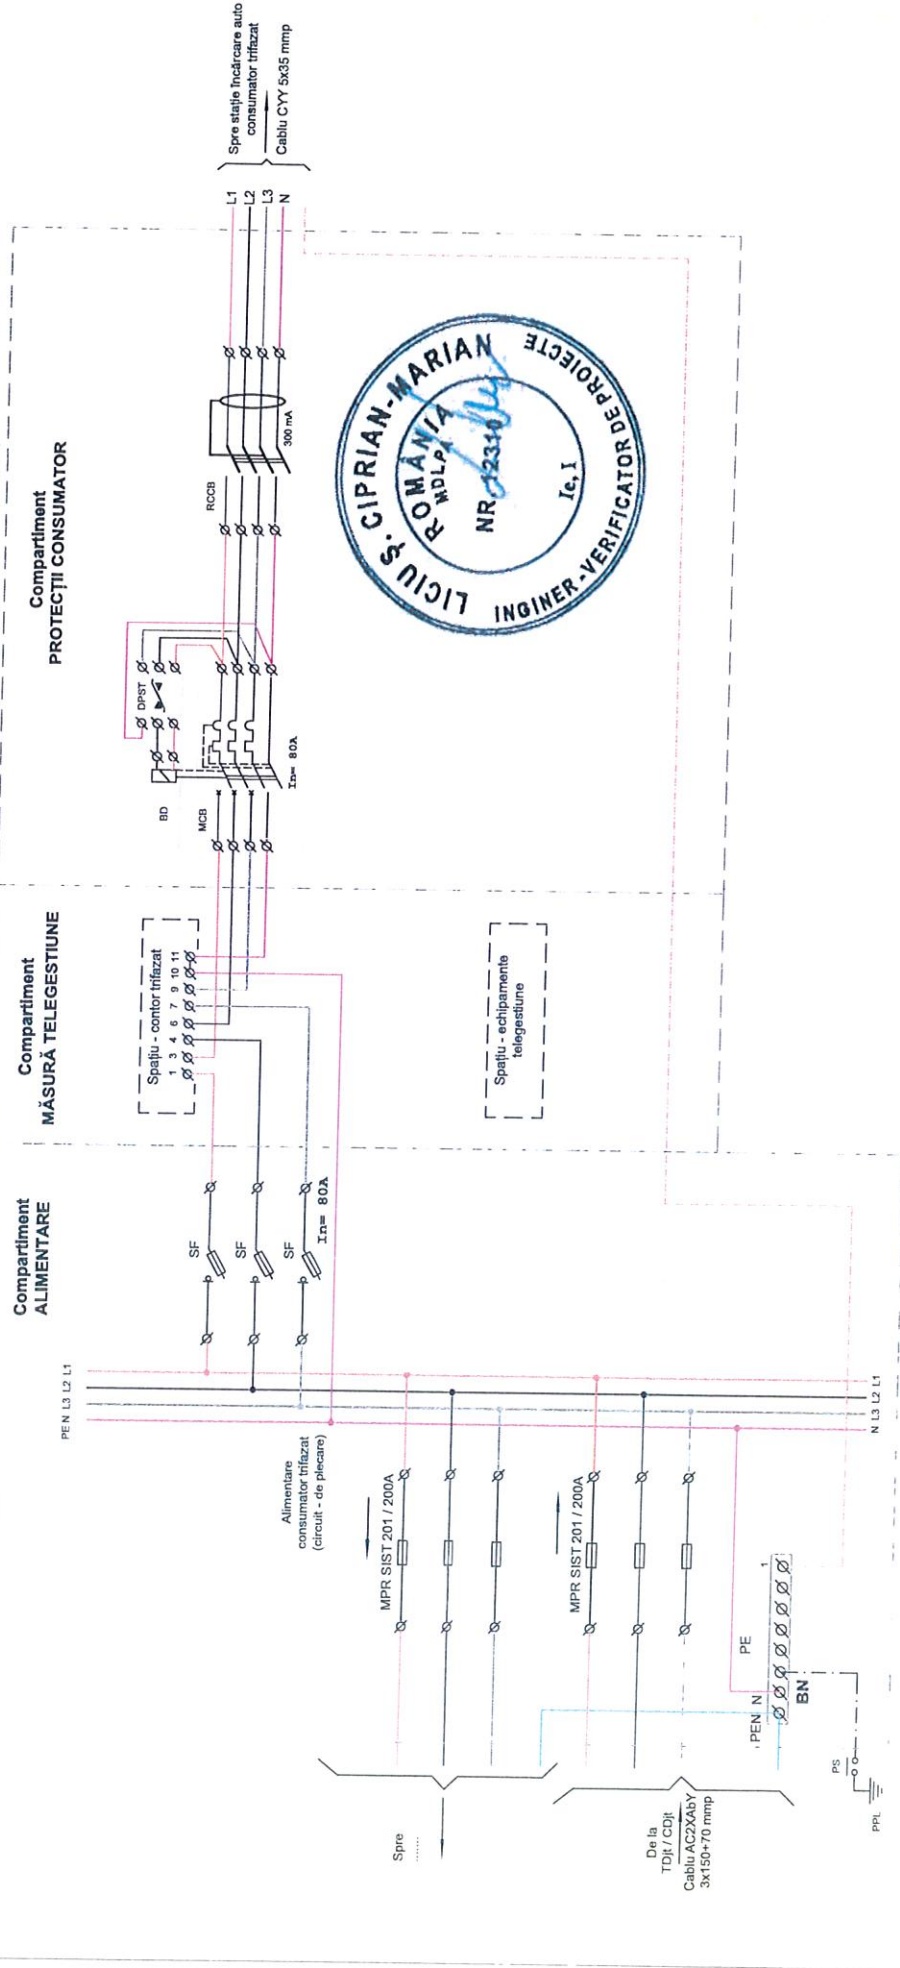 Spre stație încărcare auto
consumator trifazat
Cablu CYY 5x35 mmp
L1
L2
L3
N
Compartiment
PROTECȚII CONSUMATOR
RCCB
300 mA
DPST
BD
MCB
In= 80A
LICIU Ș. CIPRIAN-MARIAN
ROMÂNIA
MDLPA
NR. 12310
Ie, I
INGINER-VERIFICATOR DE PROIECTE
Compartiment
MĂSURĂ TELEGESTIUNE
Spațiu - contor trifazat
1 3 4 6 7 9 10 11
Spațiu - echipamente
telegestiune
Compartiment
ALIMENTARE
SF
SF
SF
In= 80A
PEN L3 L2 L1
N L3 L2 L1
Alimentare
consumator trifazat
(circuit - de plecare)
MPR SIST 201 / 200A
MPR SIST 201 / 200A
PEN N
PE
1
BN
PS
PPL
Spre
........
De la
TDjt / CDjt
Cablu AC2XAbY
3x150+70 mmp